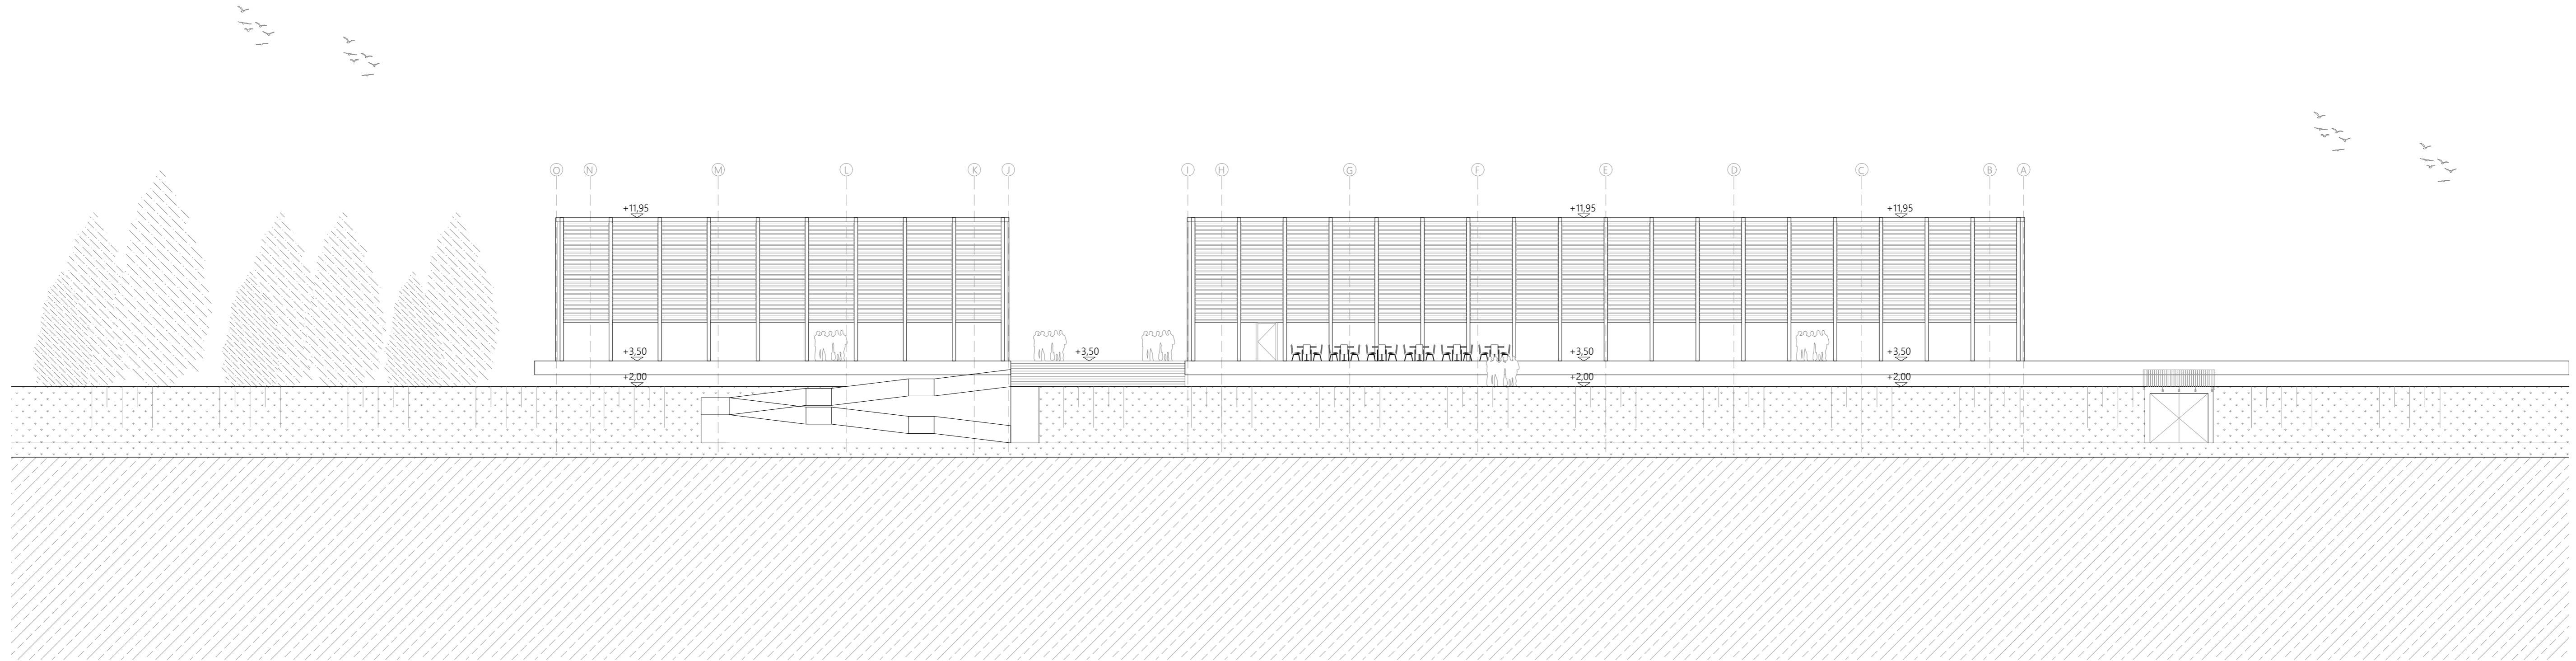 O N M L K J I H G F E D C B A
+11,95 +11,95 +11,95
+3,50 +3,50 +3,50 +3,50
+2,00 +2,00 +2,00